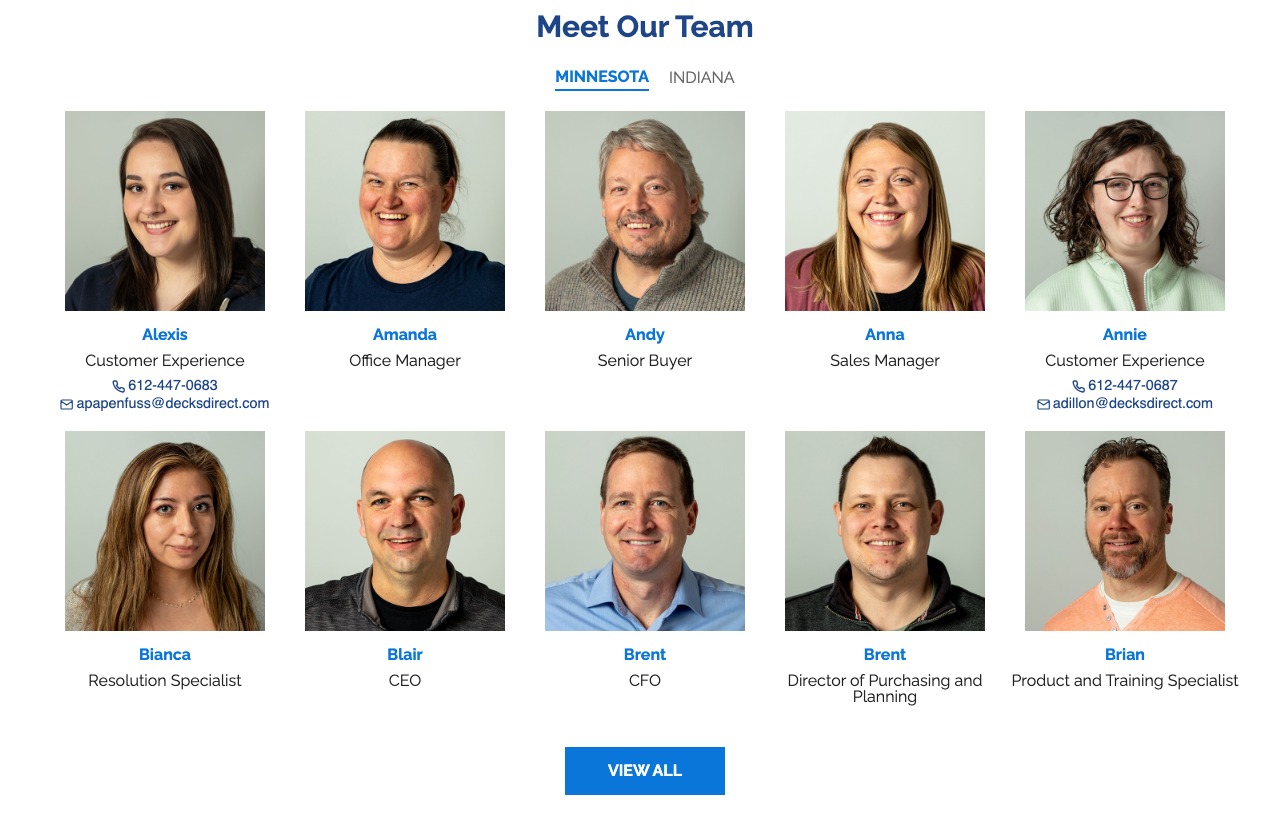 Meet Our Team
MINNESOTA INDIANA
Alexis Amanda Andy Anna Annie
Customer Experience Office Manager Senior Buyer Sales Manager Customer Experience
612-447-0683 612-447-0687
apapenfuss@decksdirect.com adillon@decksdirect.com
Bianca Blair Brent Brent Brian
Resolution Specialist CEO CFO Director of Purchasing and Product and Training Specialist
Planning
VIEW ALL